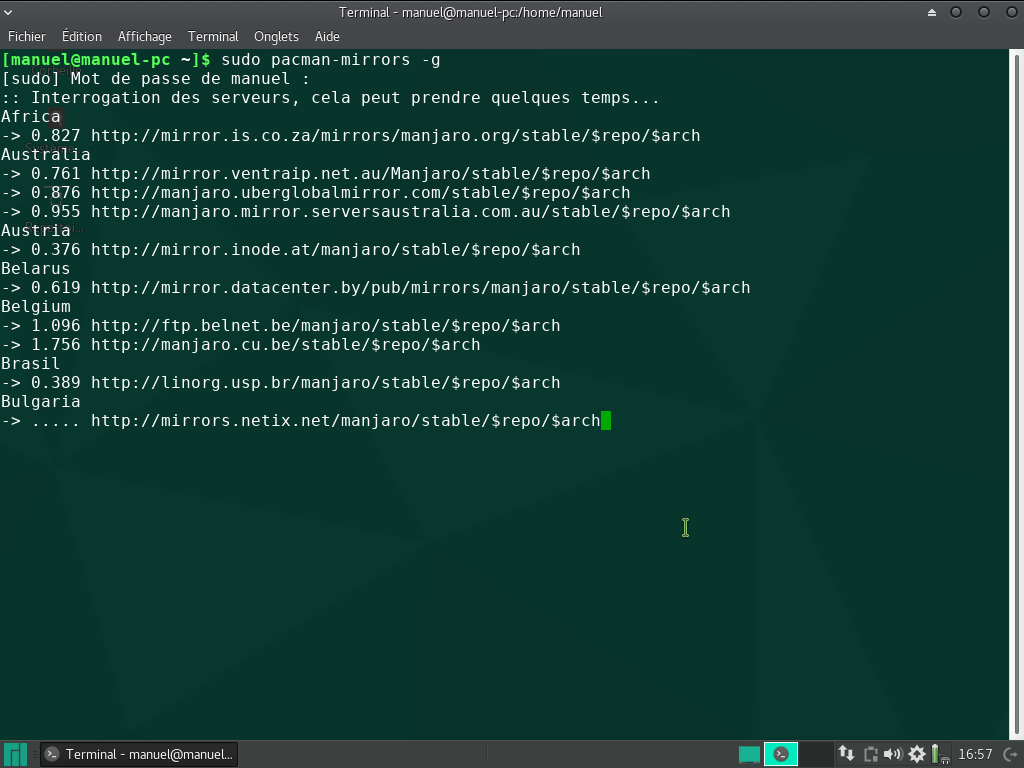 Terminal - manuel@manuel-pc:/home/manuel
Fichier Édition Affichage Terminal Onglets Aide
[manuel@manuel-pc ~]$ sudo pacman-mirrors -g
[sudo] Mot de passe de manuel :
:: Interrogation des serveurs, cela peut prendre quelques temps...
Africa
-> 0.827 http://mirror.is.co.za/mirrors/manjaro.org/stable/$repo/$arch
Australia
-> 0.761 http://mirror.ventraip.net.au/Manjaro/stable/$repo/$arch
-> 0.876 http://manjaro.uberglobalmirror.com/stable/$repo/$arch
-> 0.955 http://manjaro.mirror.serversaustralia.com.au/stable/$repo/$arch
Austria
-> 0.376 http://mirror.inode.at/manjaro/stable/$repo/$arch
Belarus
-> 0.619 http://mirror.datacenter.by/pub/mirrors/manjaro/stable/$repo/$arch
Belgium
-> 1.096 http://ftp.belnet.be/manjaro/stable/$repo/$arch
-> 1.756 http://manjaro.cu.be/stable/$repo/$arch
Brasil
-> 0.389 http://linorg.usp.br/manjaro/stable/$repo/$arch
Bulgaria
-> ..... http://mirrors.netix.net/manjaro/stable/$repo/$arch
Terminal - manuel@manuel... 16:57